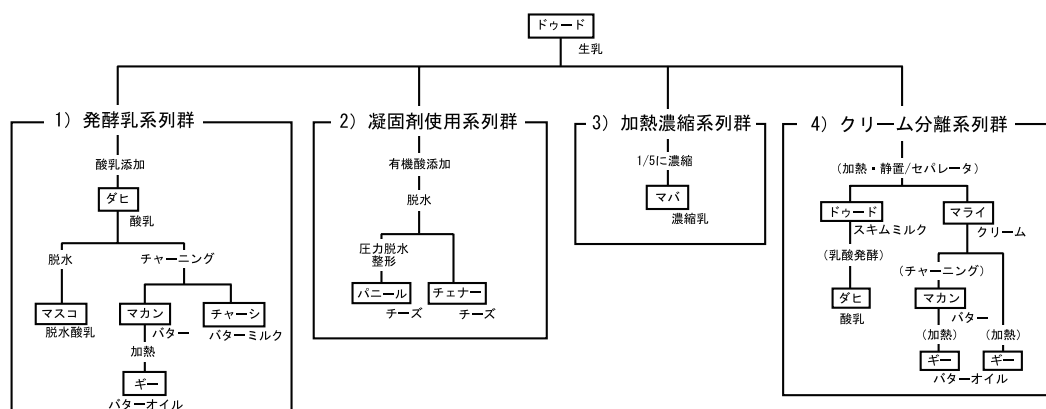 ドゥード
生乳
1) 発酵乳系列群
酸乳添加
ダヒ
酸乳
脱水
チャーニング
マスコ
脱水酸乳
マカン
バター
チャーシ
バターミルク
加熱
ギー
バターオイル
2) 凝固剤使用系列群
有機酸添加
脱水
圧力脱水
整形
パニール
チーズ
チェナー
チーズ
3) 加熱濃縮系列群
1/5に濃縮
マバ
濃縮乳
4) クリーム分離系列群
(加熱・静置/セパレータ)
ドゥード
スキムミルク
マライ
クリーム
(乳酸発酵)
ダヒ
酸乳
(チャーニング)
マカン
バター
(加熱)
(加熱)
ギー
ギー
バターオイル